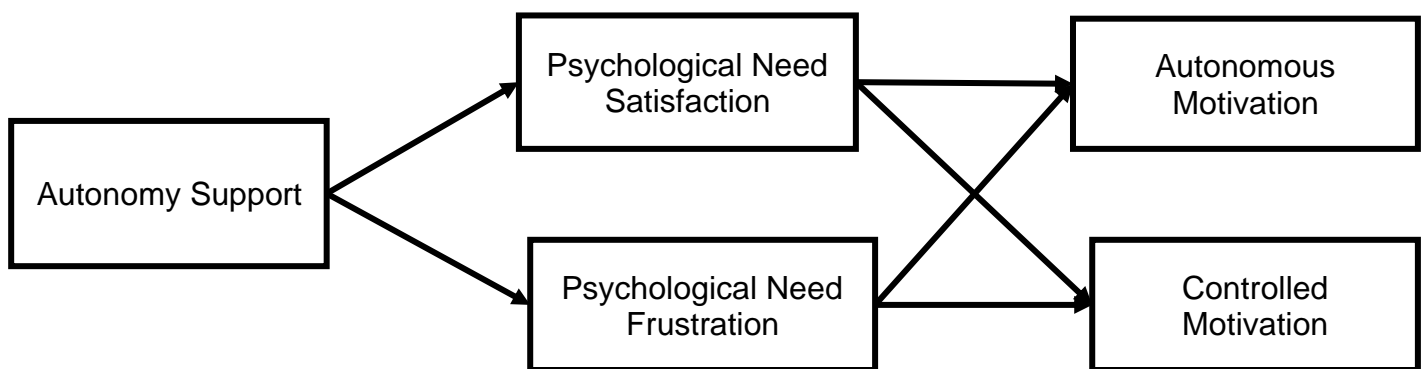 Autonomy Support
Psychological Need
Satisfaction
Psychological Need
Frustration
Autonomous
Motivation
Controlled
Motivation